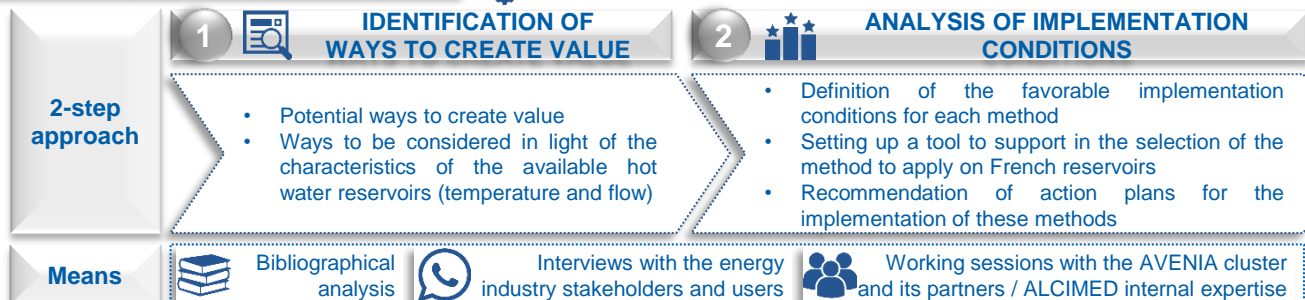 1
IDENTIFICATION OF
WAYS TO CREATE VALUE
2
ANALYSIS OF IMPLEMENTATION
CONDITIONS
2-step
approach
• Potential ways to create value
• Ways to be considered in light of the
characteristics of the available hot
water reservoirs (temperature and flow)
• Definition of the favorable implementation
conditions for each method
• Setting up a tool to support in the selection of the
method to apply on French reservoirs
• Recommendation of action plans for the
implementation of these methods
Means
Bibliographical
analysis
Interviews with the energy
industry stakeholders and users
Working sessions with the AVENIA cluster
and its partners / ALCIMED internal expertise